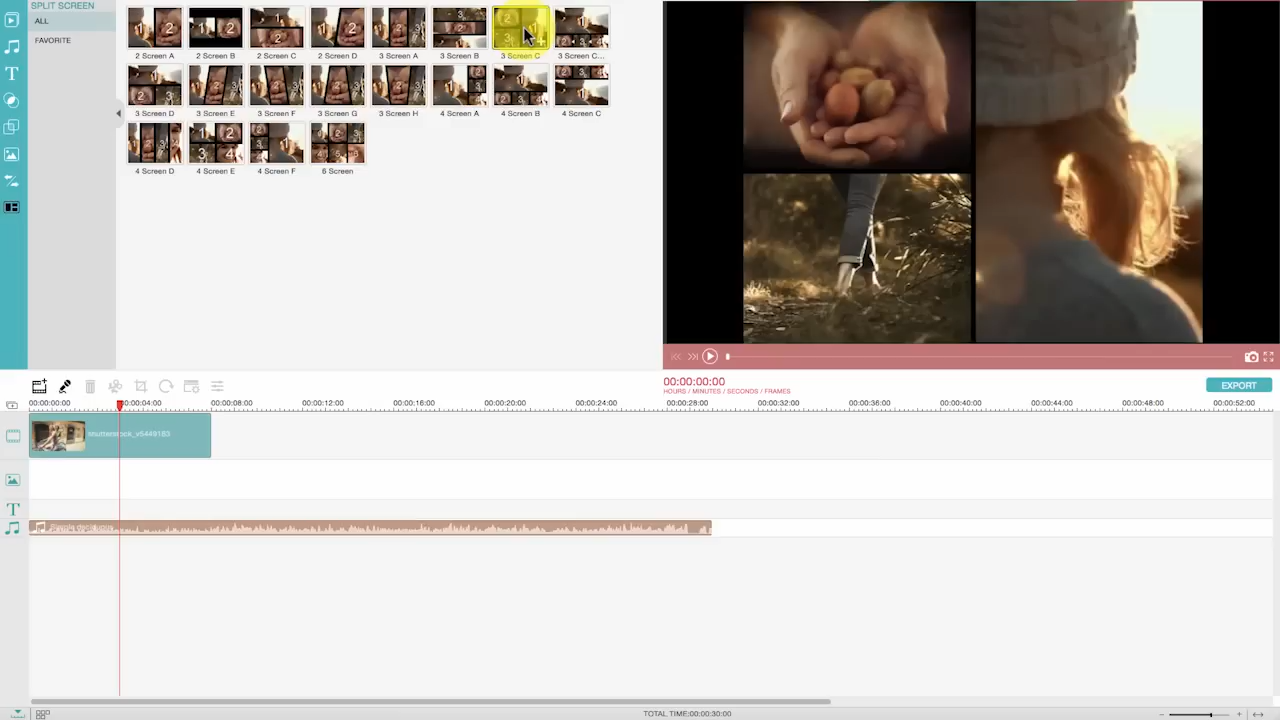 SPLIT SCREEN
ALL
FAVORITE
2 Screen A
2 Screen B
2 Screen C
2 Screen D
3 Screen A
3 Screen B
3 Screen C
3 Screen C...
3 Screen D
3 Screen E
3 Screen F
3 Screen G
3 Screen H
4 Screen A
4 Screen B
4 Screen C
4 Screen D
4 Screen E
4 Screen F
6 Screen
00:00:00:00
HOURS / MINUTES / SECONDS / FRAMES
EXPORT
00:00:00:00
00:00:04:00
00:00:08:00
00:00:12:00
00:00:16:00
00:00:20:00
00:00:24:00
00:00:28:00
00:00:32:00
00:00:36:00
00:00:40:00
00:00:44:00
00:00:48:00
00:00:52:00
shutterstock_v5449183
TOTAL TIME:00:00:30:00